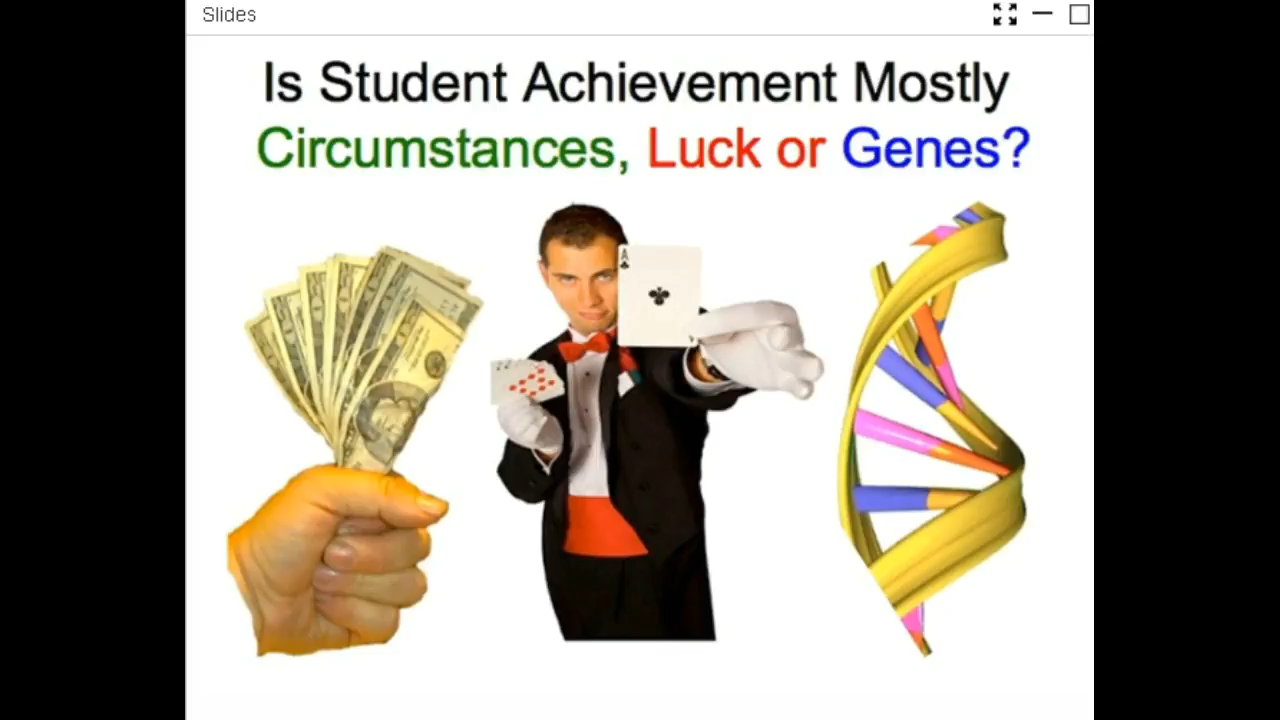 Slides
Is Student Achievement Mostly
Circumstances, Luck or Genes?
A